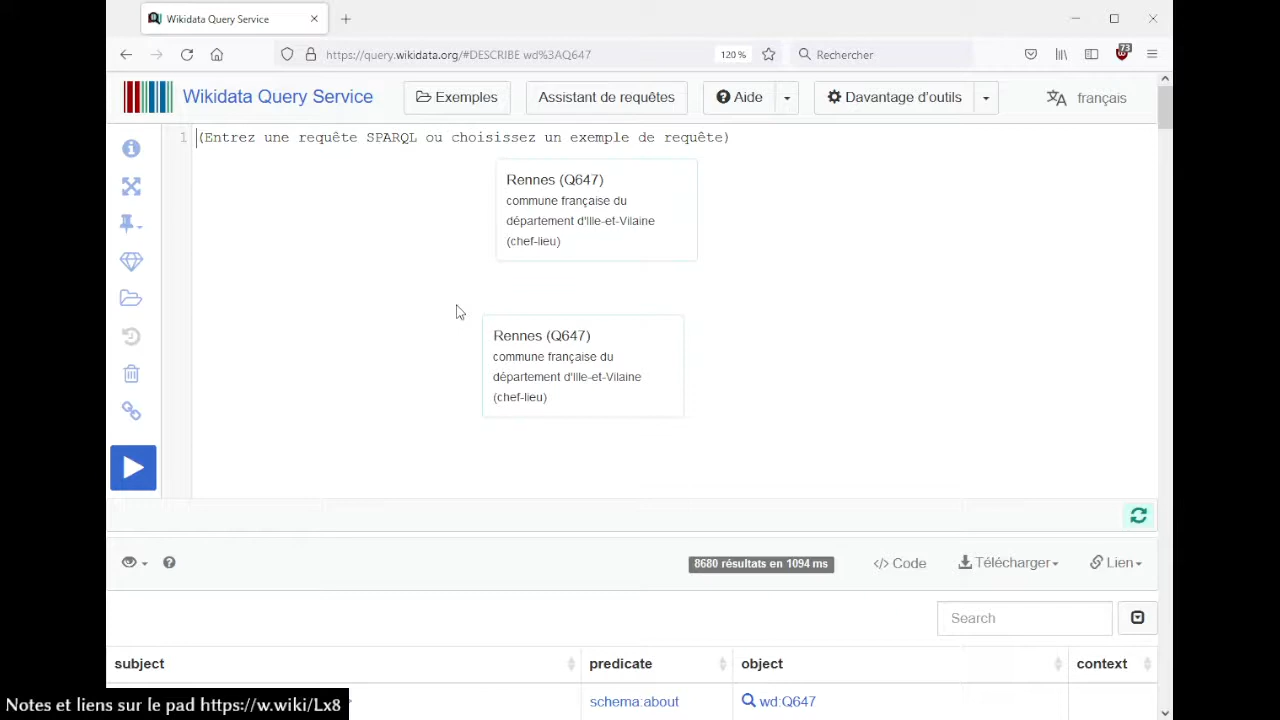 Wikidata Query Service
https://query.wikidata.org/#DESCRIBE wd%3AQ647
120 %
Rechercher
73
Wikidata Query Service
Exemples
Assistant de requêtes
Aide
Davantage d'outils
français
1 (Entrez une requête SPARQL ou choisissez un exemple de requête)
Rennes (Q647)
commune française du
département d'Ille-et-Vilaine
(chef-lieu)
Rennes (Q647)
commune française du
département d'Ille-et-Vilaine
(chef-lieu)
8680 résultats en 1094 ms
</> Code
Télécharger
Lien
Search
subject predicate object context
schema:about wd:Q647
Notes et liens sur le pad https://w.wiki/Lx8